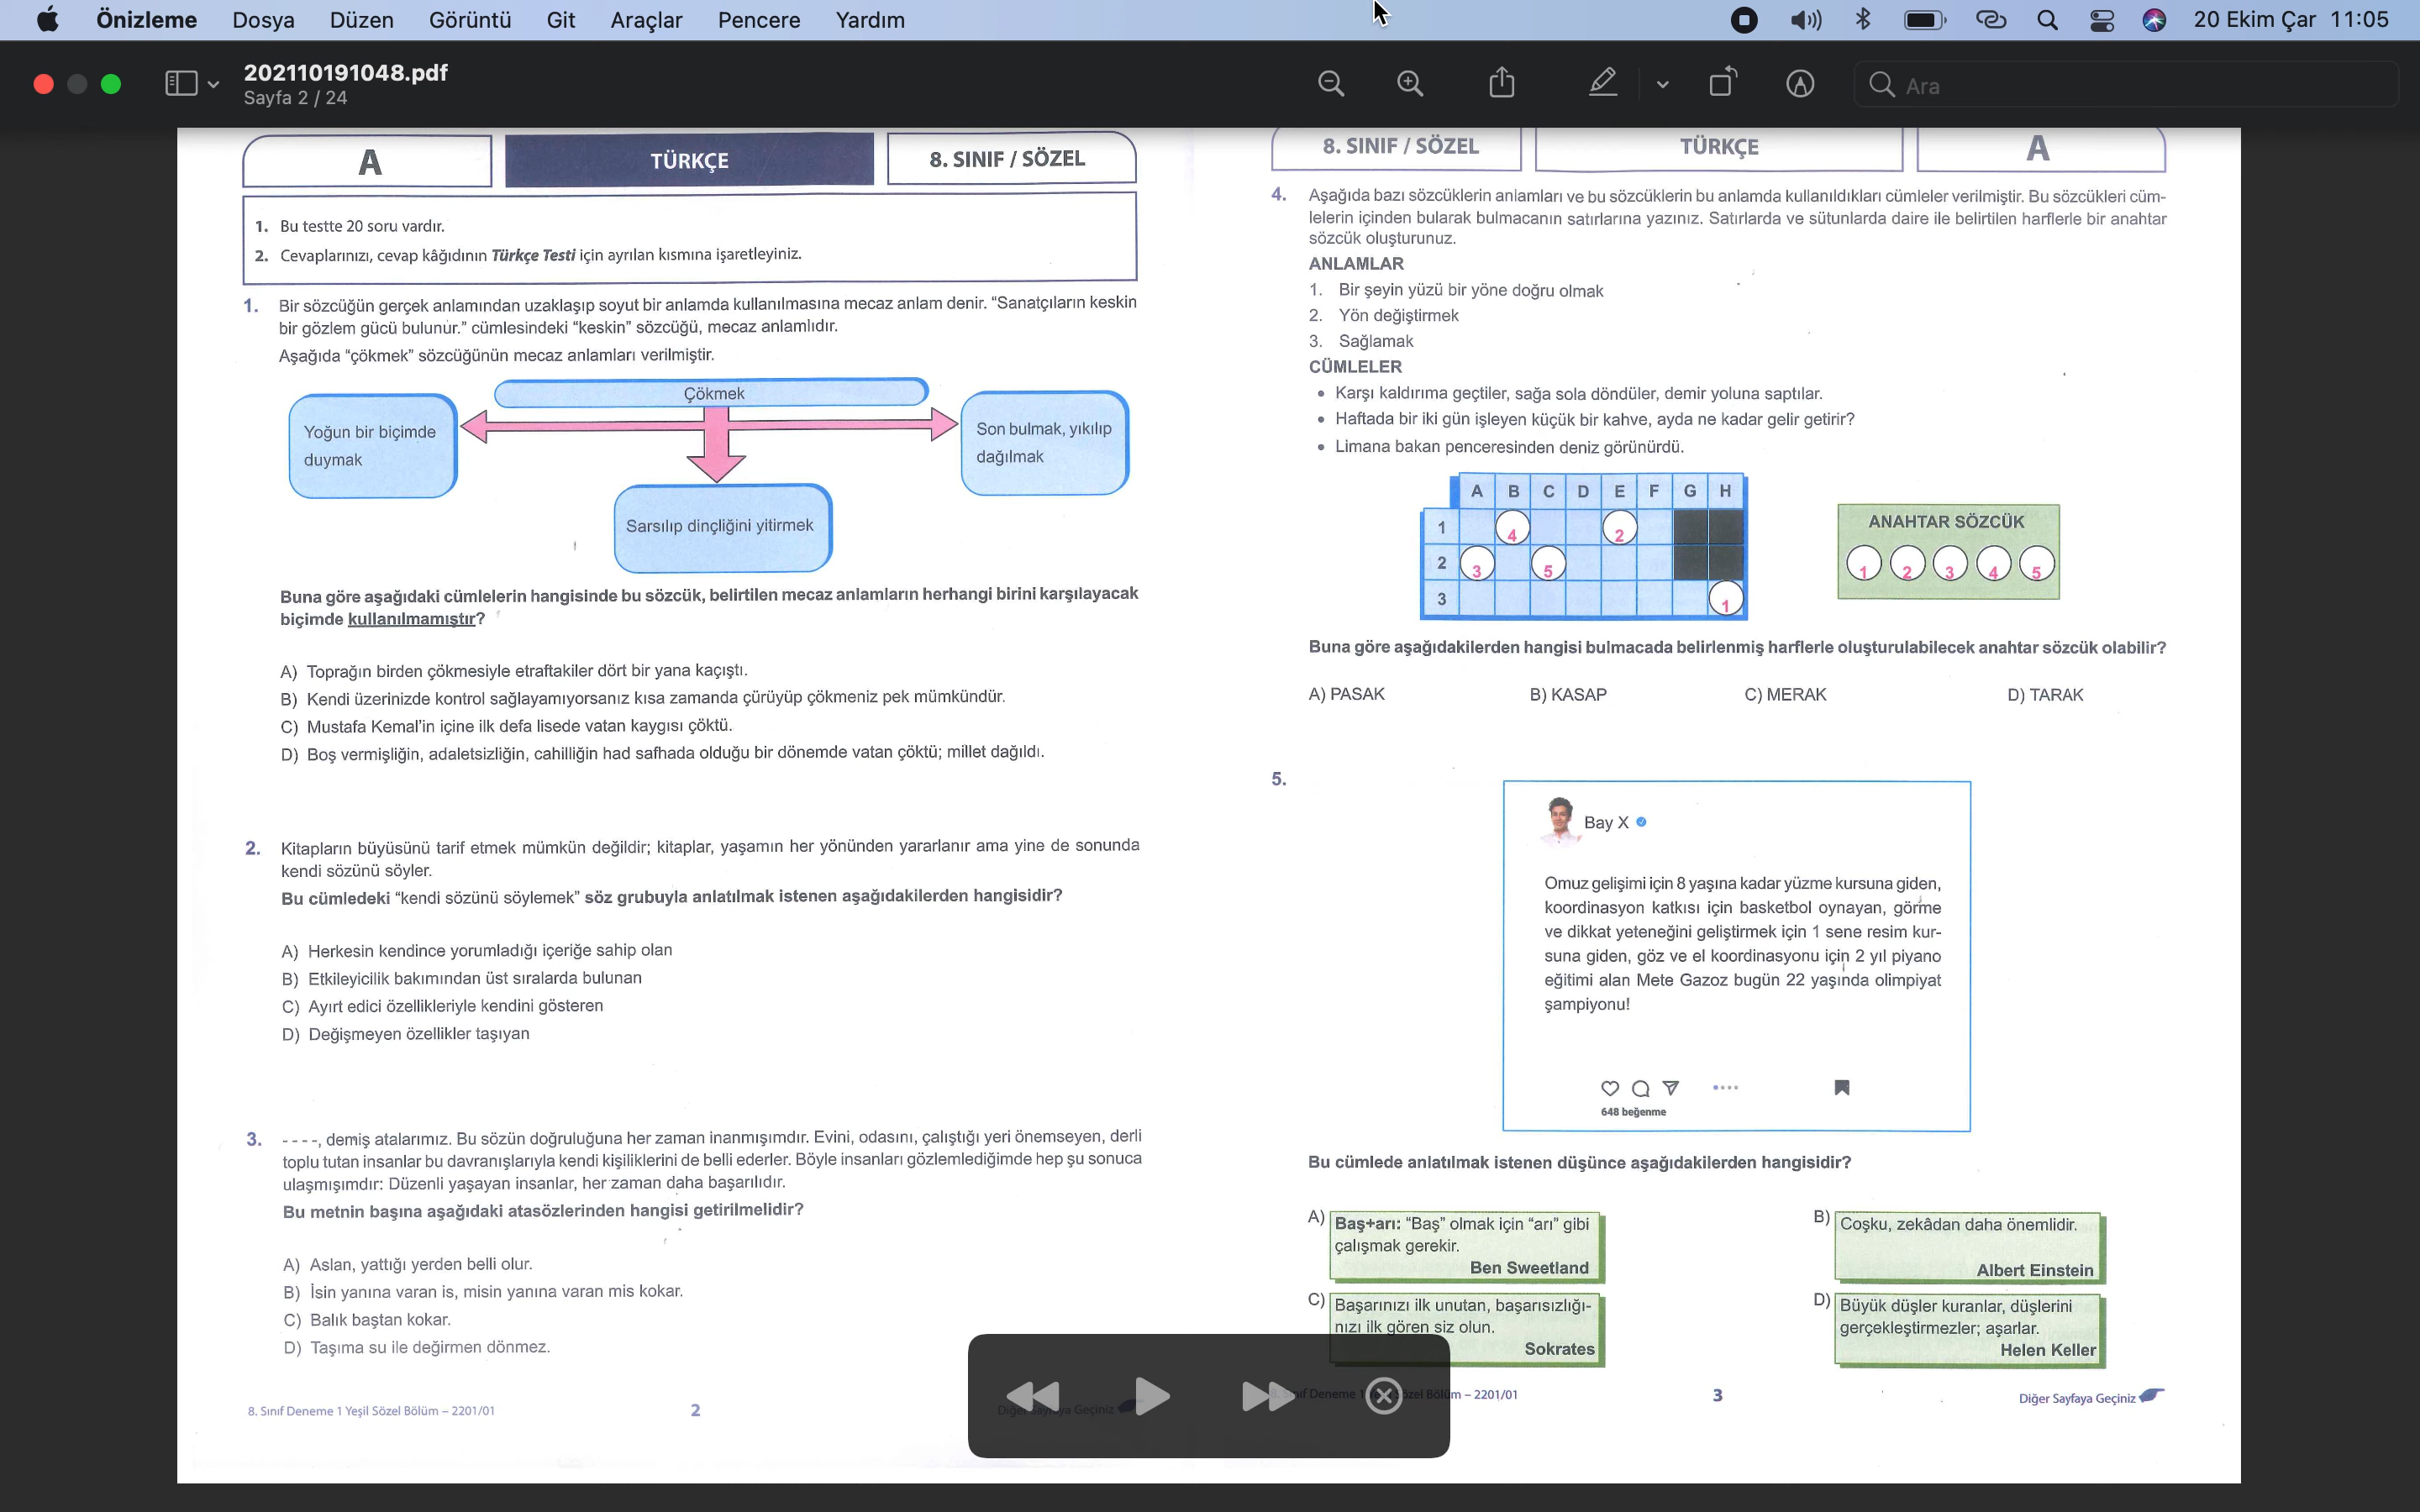 Önizleme Dosya Düzen Görüntü Git Araçlar Pencere Yardım
20 Ekim Çar 11:05
202110191048.pdf
Sayfa 2 / 24
Ara
A
TÜRKÇE
8. SINIF / SÖZEL
1. Bu testte 20 soru vardır.
2. Cevaplarınızı, cevap kâğıdının Türkçe Testi için ayrılan kısmına işaretleyiniz.
1. Bir sözcüğün gerçek anlamından uzaklaşıp soyut bir anlamda kullanılmasına mecaz anlam denir. “Sanatçıların keskin
bir gözlem gücü bulunur.” cümlesindeki “keskin” sözcüğü, mecaz anlamlıdır.
Aşağıda “çökmek” sözcüğünün mecaz anlamları verilmiştir.
Çökmek
Yoğun bir biçimde
duymak
Son bulmak, yıkılıp
dağılmak
Sarsılıp dinçliğini yitirmek
Buna göre aşağıdaki cümlelerin hangisinde bu sözcük, belirtilen mecaz anlamların herhangi birini karşılayacak
biçimde kullanılmamıştır?
A) Toprağın birden çökmesiyle etraftakiler dört bir yana kaçıştı.
B) Kendi üzerinizde kontrol sağlayamıyorsanız kısa zamanda çürüyüp çökmeniz pek mümkündür.
C) Mustafa Kemal’in içine ilk defa lisede vatan kaygısı çöktü.
D) Boş vermişliğin, adaletsizliğin, cahilliğin had safhada olduğu bir dönemde vatan çöktü; millet dağıldı.
2. Kitapların büyüsünü tarif etmek mümkün değildir; kitaplar, yaşamın her yönünden yararlanır ama yine de sonunda
kendi sözünü söyler.
Bu cümledeki “kendi sözünü söylemek” söz grubuyla anlatılmak istenen aşağıdakilerden hangisidir?
A) Herkesin kendince yorumladığı içeriğe sahip olan
B) Etkileyicilik bakımından üst sıralarda bulunan
C) Ayırt edici özellikleriyle kendini gösteren
D) Değişmeyen özellikler taşıyan
3. - - - -, demiş atalarımız. Bu sözün doğruluğuna her zaman inanmışımdır. Evini, odasını, çalıştığı yeri önemseyen, derli
toplu tutan insanlar bu davranışlarıyla kendi kişiliklerini de belli ederler. Böyle insanları gözlemlediğimde hep şu sonuca
ulaşmışımdır: Düzenli yaşayan insanlar, her zaman daha başarılıdır.
Bu metnin başına aşağıdaki atasözlerinden hangisi getirilmelidir?
A) Aslan, yattığı yerden belli olur.
B) İsin yanına varan is, misin yanına varan mis kokar.
C) Balık baştan kokar.
D) Taşıma su ile değirmen dönmez.
8. Sınıf Deneme 1 Yeşil Sözel Bölüm – 2201/01
2
Diğer Sayfaya Geçiniz
8. SINIF / SÖZEL
TÜRKÇE
A
4. Aşağıda bazı sözcüklerin anlamları ve bu sözcüklerin bu anlamda kullanıldıkları cümleler verilmiştir. Bu sözcükleri cüm-
lelerin içinden bularak bulmacanın satırlarına yazınız. Satırlarda ve sütunlarda daire ile belirtilen harflerle bir anahtar
sözcük oluşturunuz.
ANLAMLAR
1. Bir şeyin yüzü bir yöne doğru olmak
2. Yön değiştirmek
3. Sağlamak
CÜMLELER
• Karşı kaldırıma geçtiler, sağa sola döndüler, demir yoluna saptılar.
• Haftada bir iki gün işleyen küçük bir kahve, ayda ne kadar gelir getirir?
• Limana bakan penceresinden deniz görünürdü.
A B C D E F G H
1 4 2
2 3 5
3 1
ANAHTAR SÖZCÜK
1 2 3 4 5
Buna göre aşağıdakilerden hangisi bulmacada belirlenmiş harflerle oluşturulabilecek anahtar sözcük olabilir?
A) PASAK B) KASAP C) MERAK D) TARAK
5.
Bay X
Omuz gelişimi için 8 yaşına kadar yüzme kursuna giden,
koordinasyon katkısı için basketbol oynayan, görme
ve dikkat yeteneğini geliştirmek için 1 sene resim kur-
suna giden, göz ve el koordinasyonu için 2 yıl piyano
eğitimi alan Mete Gazoz bugün 22 yaşında olimpiyat
şampiyonu!
648 beğenme
Bu cümlede anlatılmak istenen düşünce aşağıdakilerden hangisidir?
A) Baş+arı: “Baş” olmak için “arı” gibi
çalışmak gerekir.
Ben Sweetland
B) Coşku, zekâdan daha önemlidir.
Albert Einstein
C) Başarınızı ilk unutan, başarısızlığı-
nızı ilk gören siz olun.
Sokrates
D) Büyük düşler kuranlar, düşlerini
gerçekleştirmezler; aşarlar.
Helen Keller
Sınıf Deneme 1 Yeşil Sözel Bölüm – 2201/01
3
Diğer Sayfaya Geçiniz